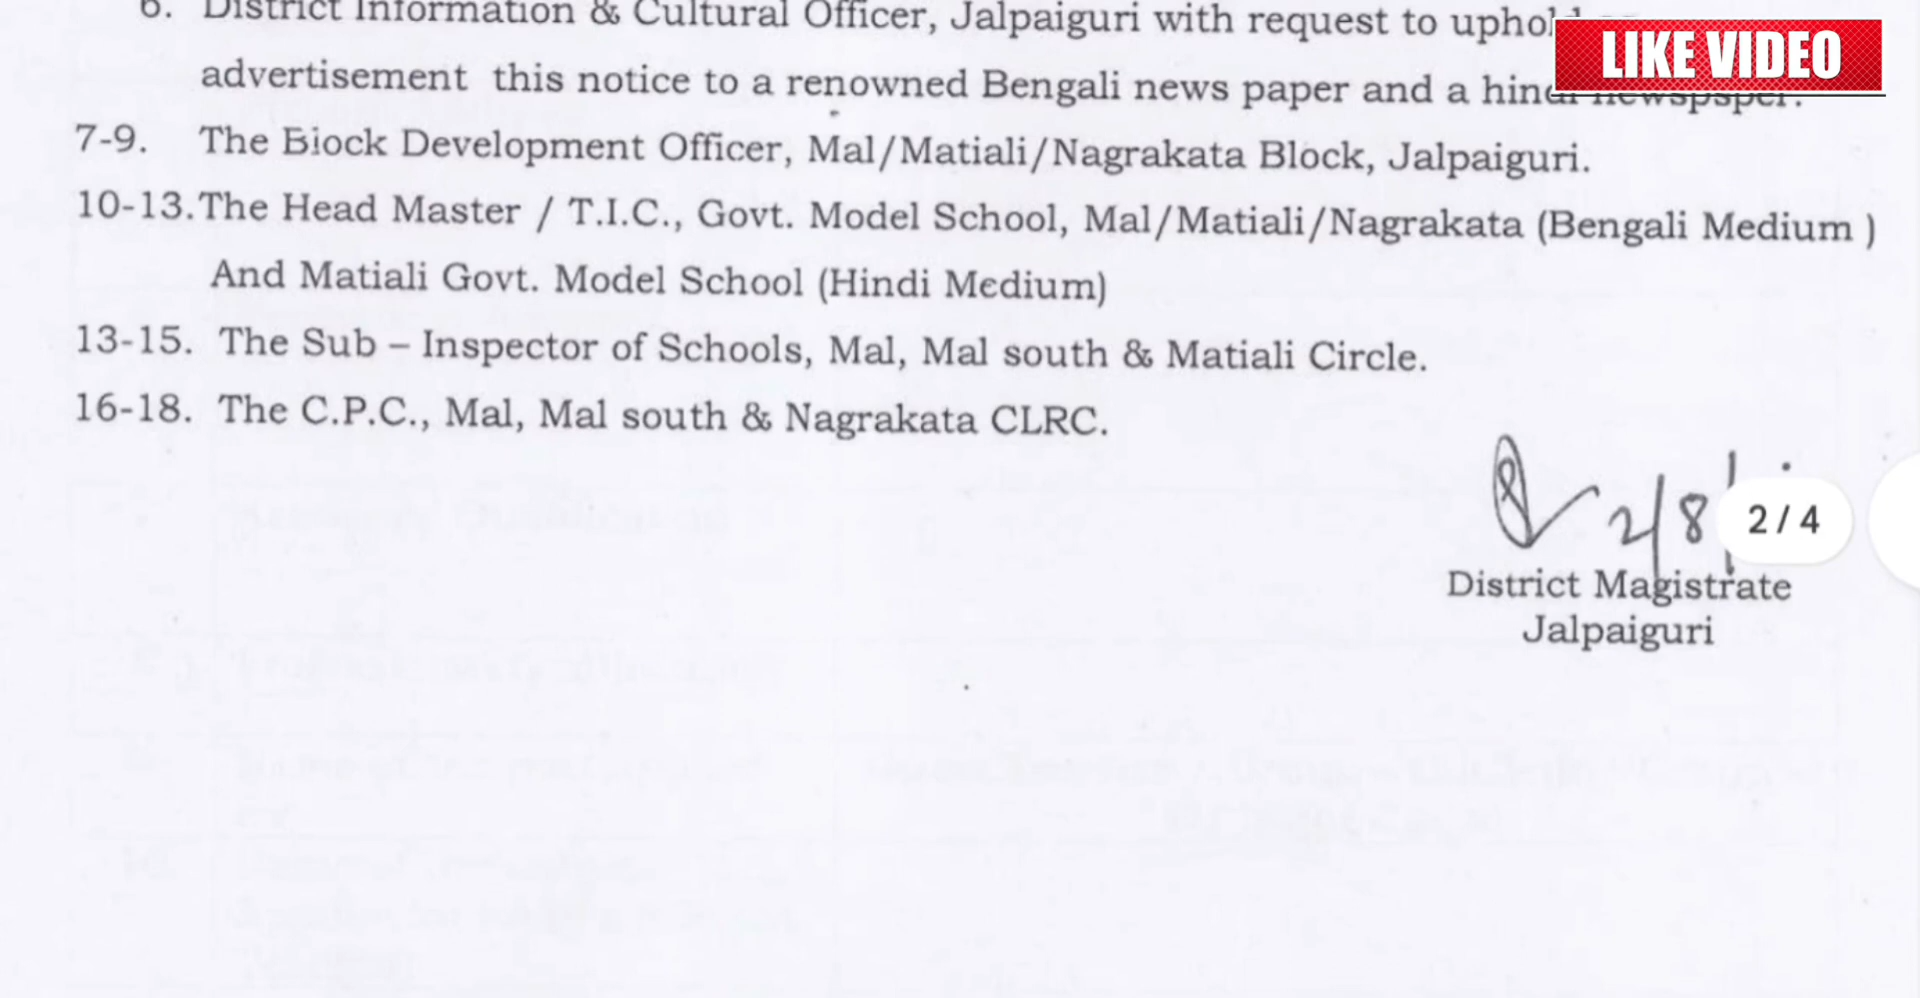 6. District Information & Cultural Officer, Jalpaiguri with request to uphold
LIKE VIDEO
advertisement this notice to a renowned Bengali news paper and a hindi newspsper.
7-9. The Block Development Officer, Mal/Matiali/Nagrakata Block, Jalpaiguri.
10-13. The Head Master / T.I.C., Govt. Model School, Mal/Matiali/Nagrakata (Bengali Medium )
And Matiali Govt. Model School (Hindi Medium)
13-15. The Sub – Inspector of Schools, Mal, Mal south & Matiali Circle.
16-18. The C.P.C., Mal, Mal south & Nagrakata CLRC.
2/8
2 / 4
District Magistrate
Jalpaiguri